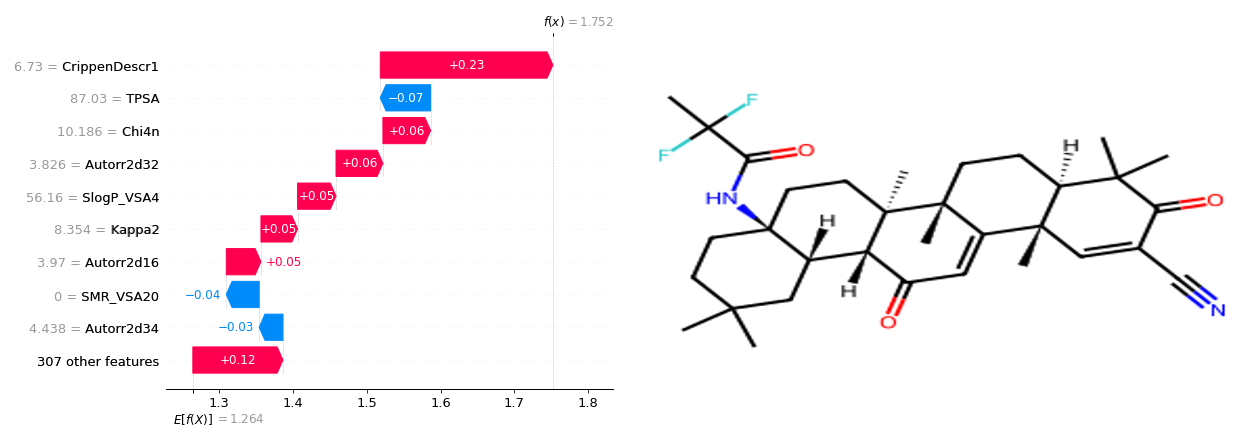 f(x) = 1.752
6.73 = CrippenDescr1
+0.23
87.03 = TPSA
−0.07
10.186 = Chi4n
+0.06
3.826 = Autorr2d32
+0.06
56.16 = SlogP_VSA4
+0.05
8.354 = Kappa2
+0.05
3.97 = Autorr2d16
+0.05
0 = SMR_VSA20
−0.04
4.438 = Autorr2d34
−0.03
307 other features
+0.12
1.3 1.4 1.5 1.6 1.7 1.8
E[f(X)] = 1.264
F
F
O
HN
H
H
O
H
O
N